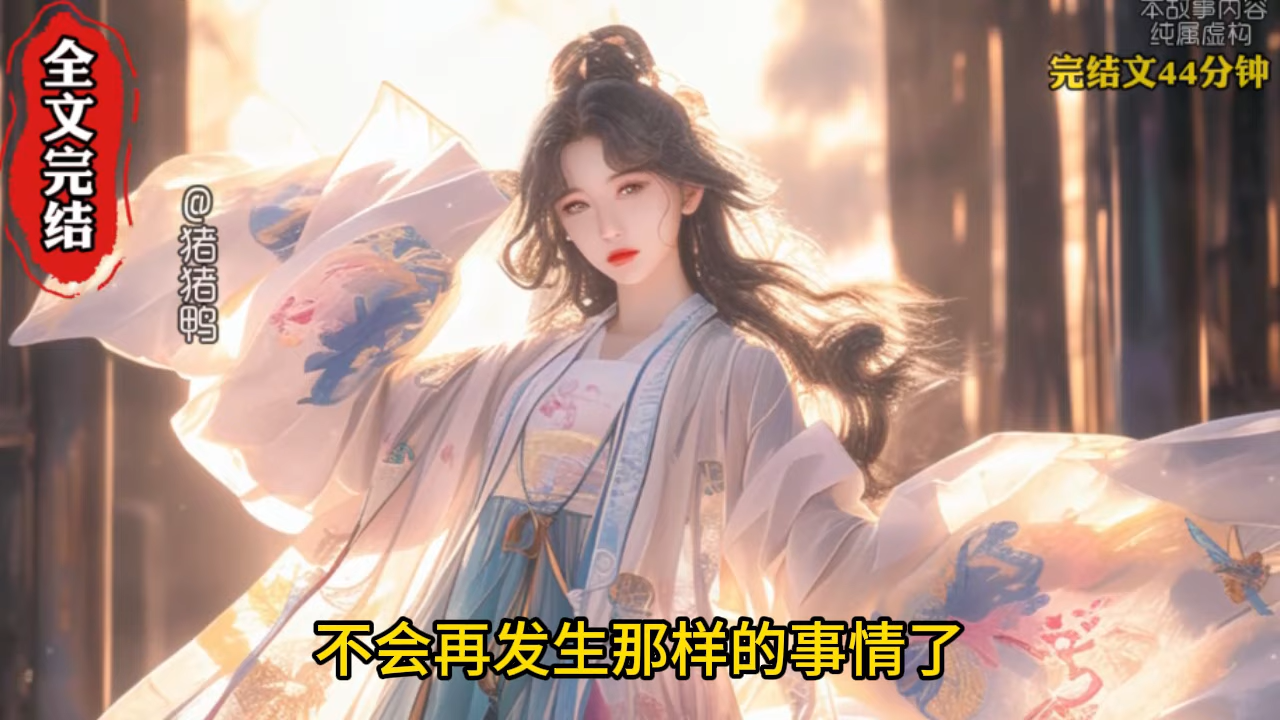 全文完结
@猪猪鸭
本故事内容
纯属虚构
完结文44分钟
不会再发生那样的事情了